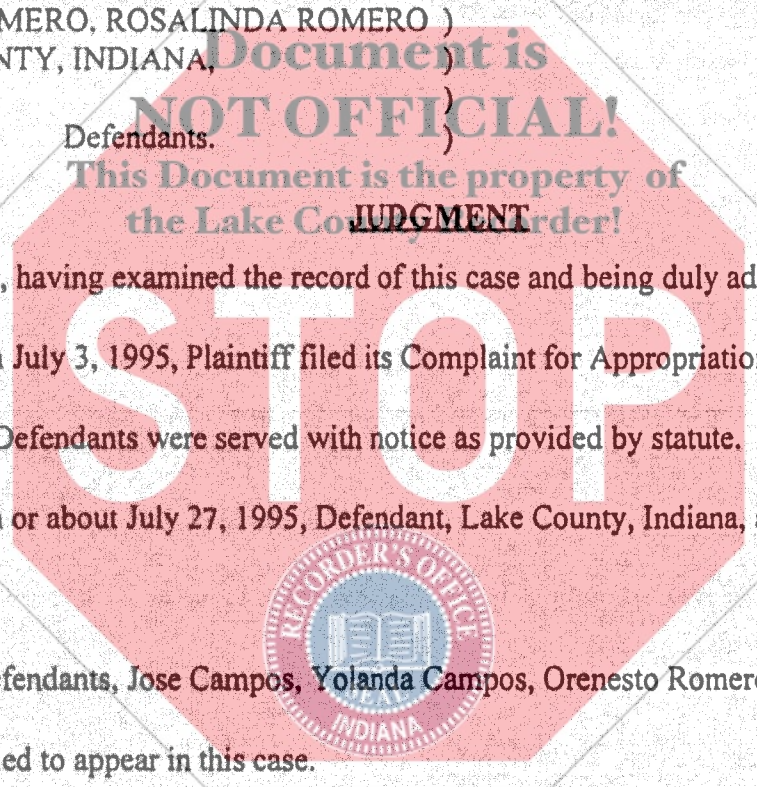 MERO, ROSALINDA ROMERO )
NTY, INDIANA, )
Document is
)
NOT OFFICIAL!
Defendants. )
This Document is the property of
the Lake County Recorder!
JUDGMENT
, having examined the record of this case and being duly ad
July 3, 1995, Plaintiff filed its Complaint for Appropriation
Defendants were served with notice as provided by statute.
STOP
or about July 27, 1995, Defendant, Lake County, Indiana,
RECORDER'S OFFICE
fendants, Jose Campos, Yolanda Campos, Orenesto Romero
INDIANA
ed to appear in this case.